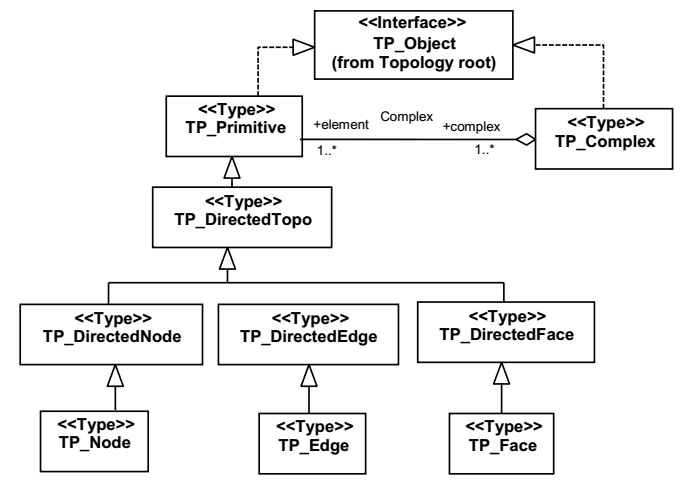 <<Interface>>
TP_Object
(from Topology root)
<<Type>>
TP_Primitive
+element
Complex
+complex
1..*
1..*
<<Type>>
TP_Complex
<<Type>>
TP_DirectedTopo
<<Type>>
TP_DirectedNode
<<Type>>
TP_DirectedEdge
<<Type>>
TP_DirectedFace
<<Type>>
TP_Node
<<Type>>
TP_Edge
<<Type>>
TP_Face